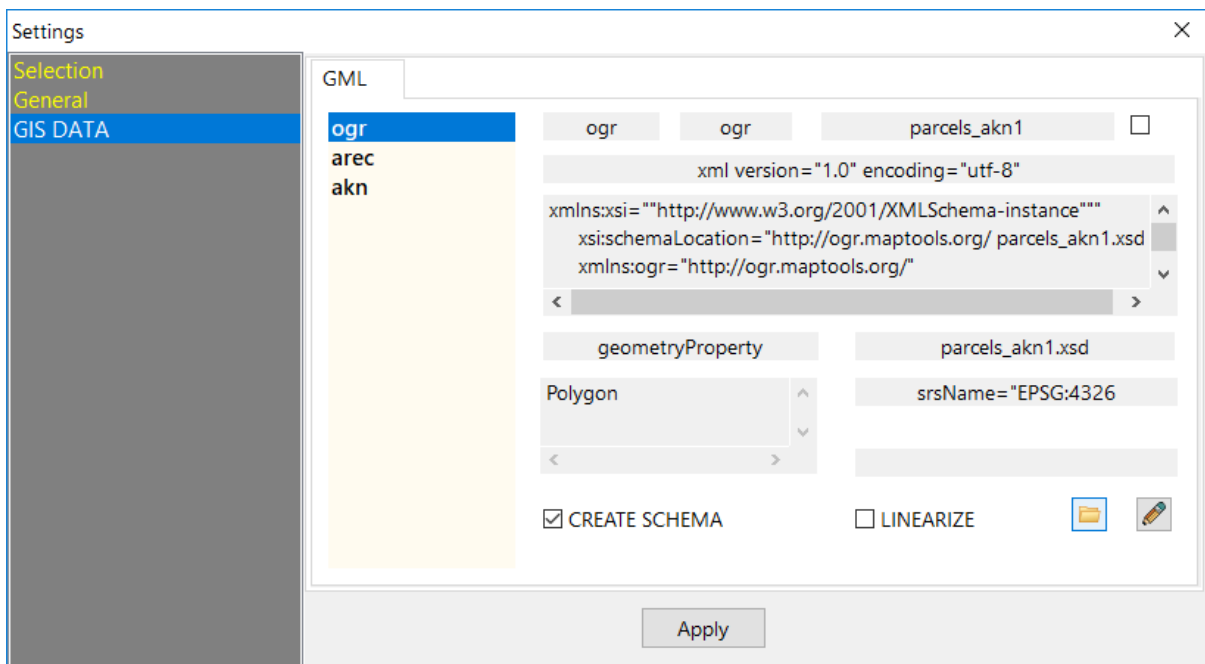 Settings
Selection
General
GIS DATA
GML
ogr
arec
akn
ogr ogr parcels_akn1
xml version="1.0" encoding="utf-8"
xmlns:xsi=""http://www.w3.org/2001/XMLSchema-instance"""
xsi:schemaLocation="http://ogr.maptools.org/ parcels_akn1.xsd
xmlns:ogr="http://ogr.maptools.org/"
geometryProperty parcels_akn1.xsd
Polygon srsName="EPSG:4326
CREATE SCHEMA LINEARIZE
Apply